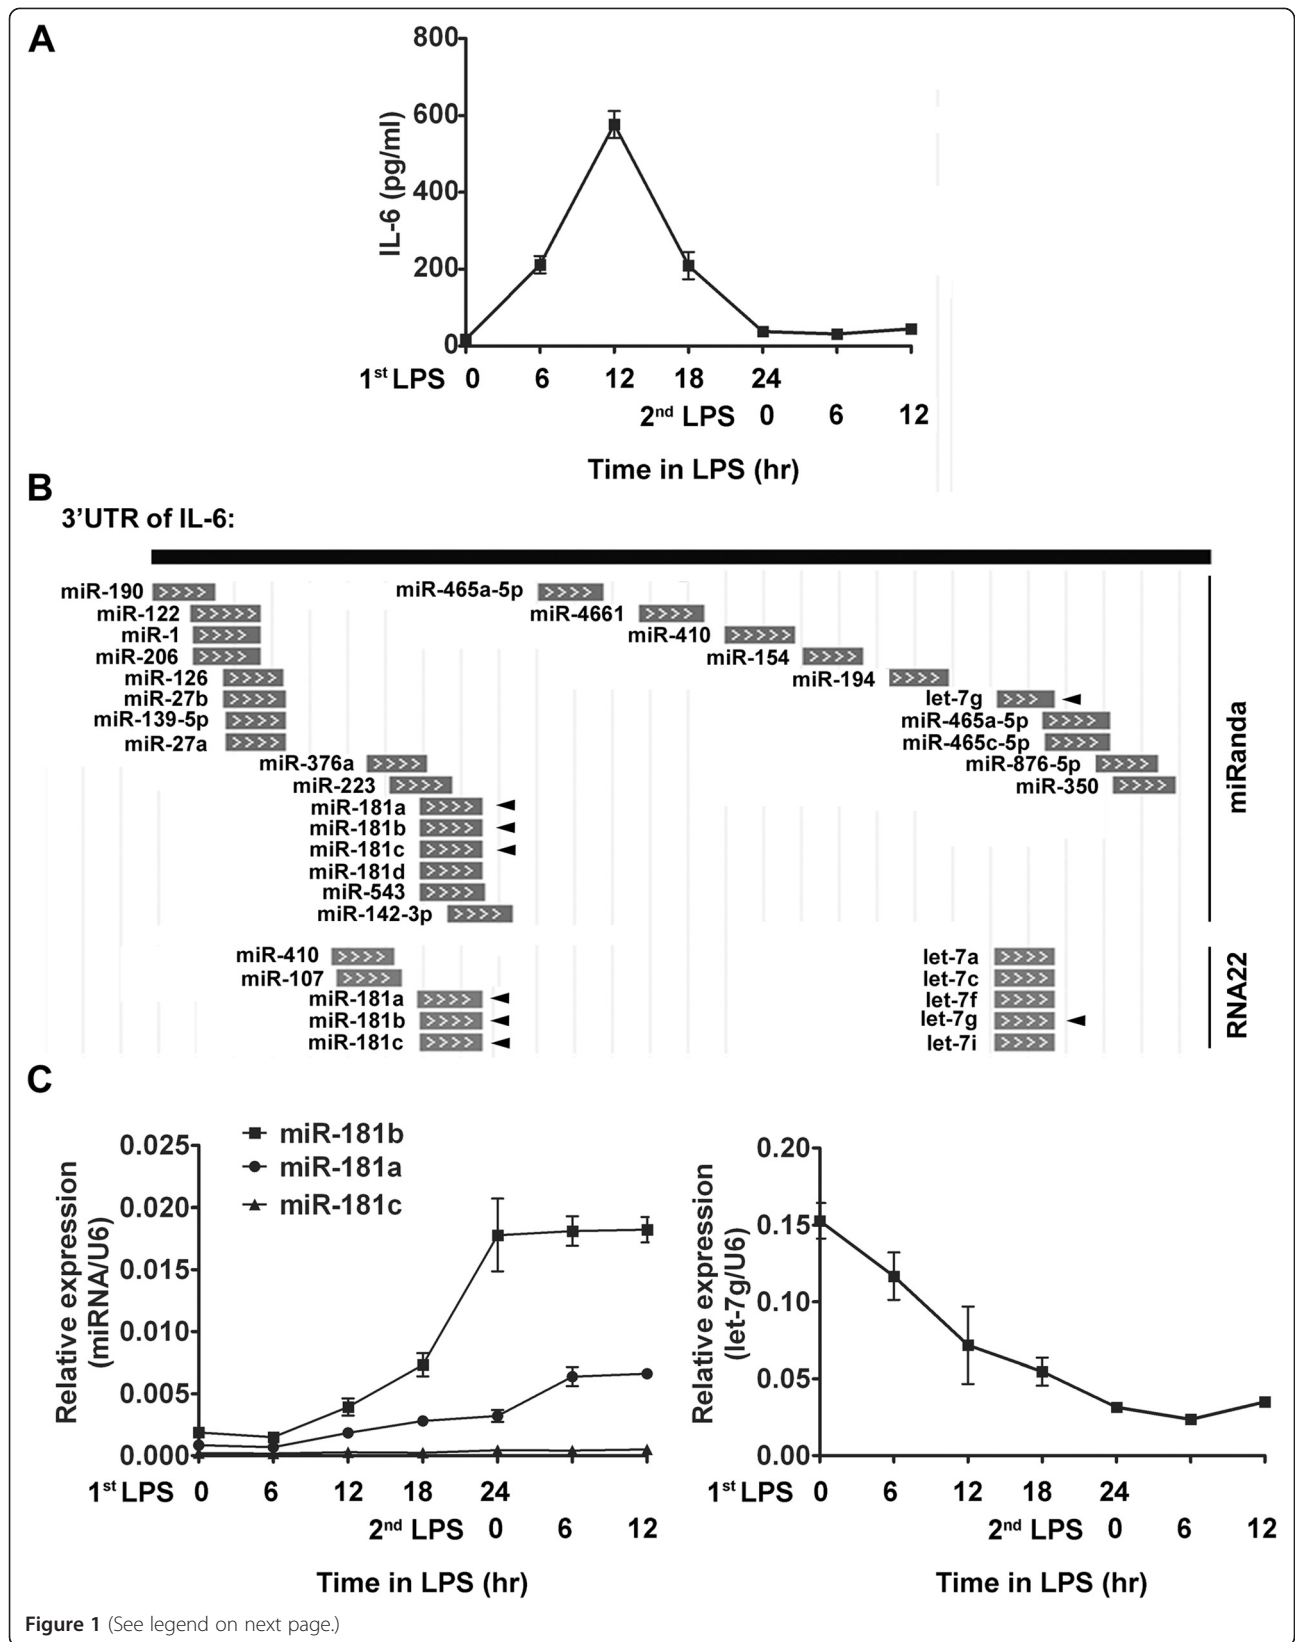 A
800
600
400
200
0
IL-6 (pg/ml)
1st LPS 0 6 12 18 24
2nd LPS 0 6 12
Time in LPS (hr)
B
3’UTR of IL-6:
miR-190 miR-465a-5p
miR-122 miR-4661
miR-1 miR-410
miR-206 miR-154
miR-126 miR-194
miR-27b let-7g
miR-139-5p miR-465a-5p
miR-27a miR-465c-5p
miR-376a miR-876-5p
miR-223 miR-350
miR-181a
miR-181b
miR-181c
miR-181d
miR-543
miR-142-3p
miRanda
miR-410 let-7a
miR-107 let-7c
miR-181a let-7f
miR-181b let-7g
miR-181c let-7i
RNA22
C
miR-181b
miR-181a
miR-181c
0.025
0.020
0.015
0.010
0.005
0.000
Relative expression
(miRNA/U6)
1st LPS 0 6 12 18 24
2nd LPS 0 6 12
Time in LPS (hr)
0.20
0.15
0.10
0.05
0.00
Relative expression
(let-7g/U6)
1st LPS 0 6 12 18 24
2nd LPS 0 6 12
Time in LPS (hr)
Figure 1 (See legend on next page.)